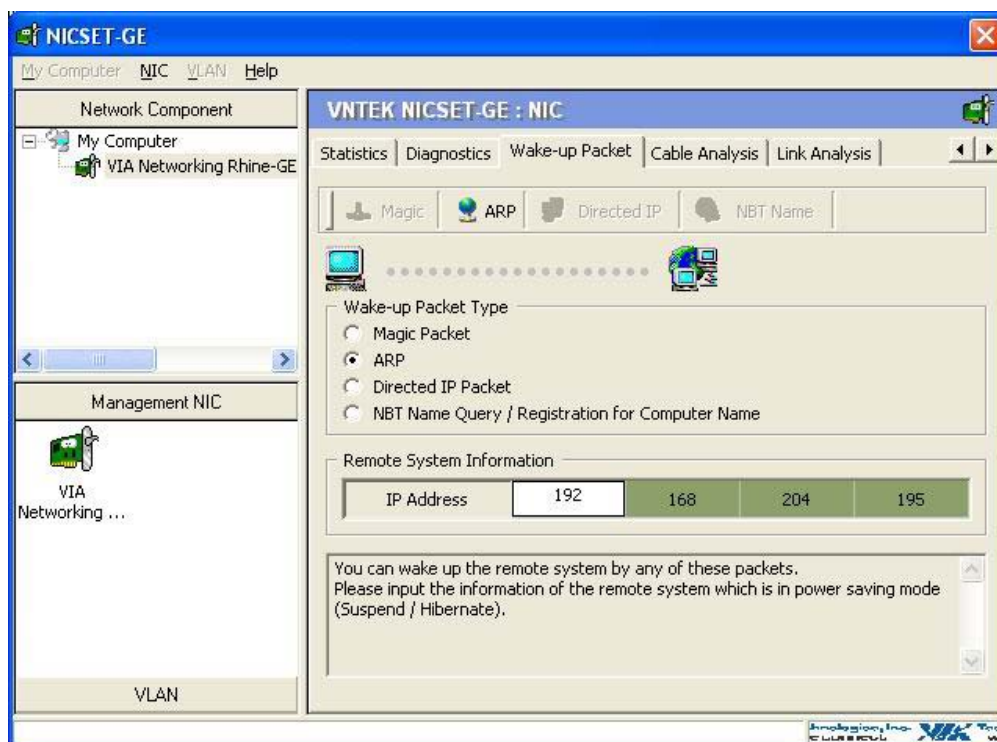 NICSET-GE
My Computer NIC VLAN Help
Network Component
My Computer
VIA Networking Rhine-GE
Management NIC
VIA
Networking ...
VLAN
VNTEK NICSET-GE : NIC
Statistics Diagnostics Wake-up Packet Cable Analysis Link Analysis
Magic ARP Directed IP NBT Name
Wake-up Packet Type
Magic Packet
ARP
Directed IP Packet
NBT Name Query / Registration for Computer Name
Remote System Information
IP Address 192 168 204 195
You can wake up the remote system by any of these packets.
Please input the information of the remote system which is in power saving mode
(Suspend / Hibernate).
VIA